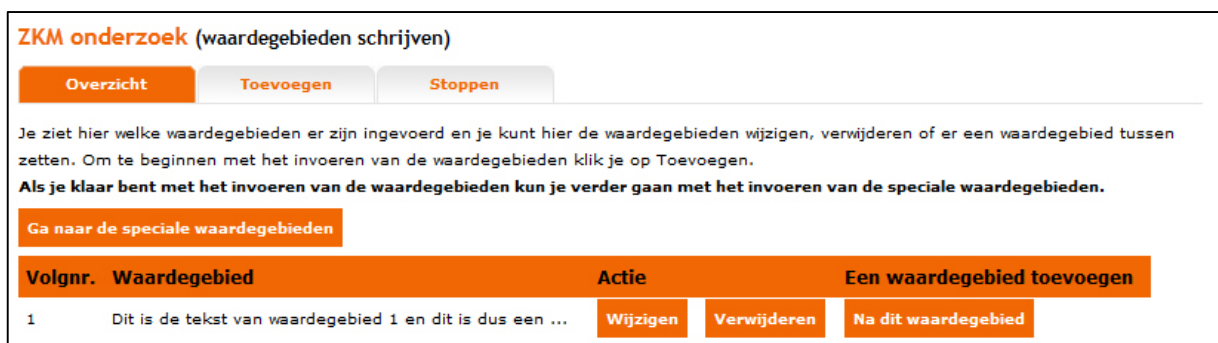 ZKM onderzoek (waardegebieden schrijven)
Overzicht Toevoegen Stoppen
Je ziet hier welke waardegebieden er zijn ingevoerd en je kunt hier de waardegebieden wijzigen, verwijderen of er een waardegebied tussen
zetten. Om te beginnen met het invoeren van de waardegebieden klik je op Toevoegen.
Als je klaar bent met het invoeren van de waardegebieden kun je verder gaan met het invoeren van de speciale waardegebieden.
Ga naar de speciale waardegebieden
Volgnr. Waardegebied Actie Een waardegebied toevoegen
1 Dit is de tekst van waardegebied 1 en dit is dus een ... Wijzigen Verwijderen Na dit waardegebied